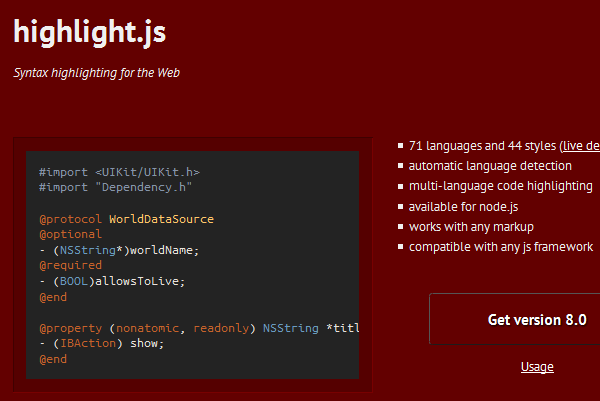 highlight.js
Syntax highlighting for the Web
#import <UIKit/UIKit.h>
#import "Dependency.h"
@protocol WorldDataSource
@optional
- (NSString*)worldName;
@required
- (BOOL)allowsToLive;
@end
@property (nonatomic, readonly) NSString *titl
- (IBAction) show;
@end
71 languages and 44 styles (live de
automatic language detection
multi-language code highlighting
available for node.js
works with any markup
compatible with any js framework
Get version 8.0
Usage